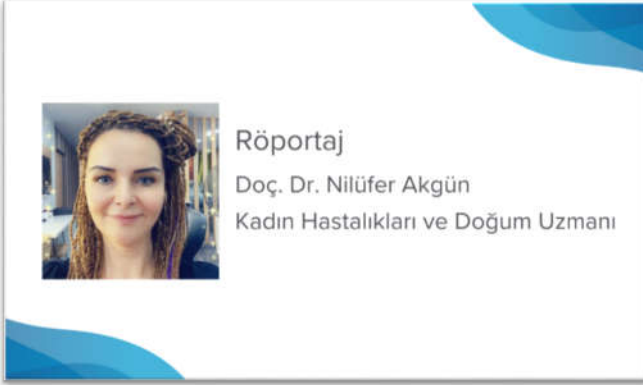 Röportaj
Doç. Dr. Nilüfer Akgün
Kadın Hastalıkları ve Doğum Uzmanı